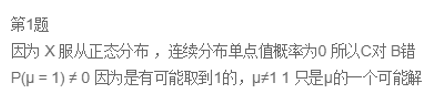 第1题
因为 X 服从正态分布 ，连续分布单点值概率为0 所以C对 B错
P(μ = 1) ≠ 0 因为是有可能取到1的，μ≠1 1 只是μ的一个可能解